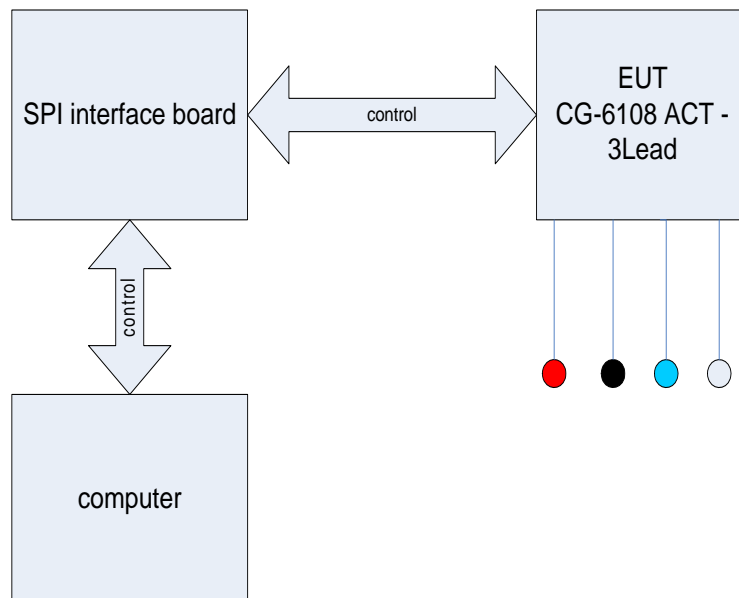 SPI interface board
control
EUT
CG-6108 ACT -
3Lead
control
computer